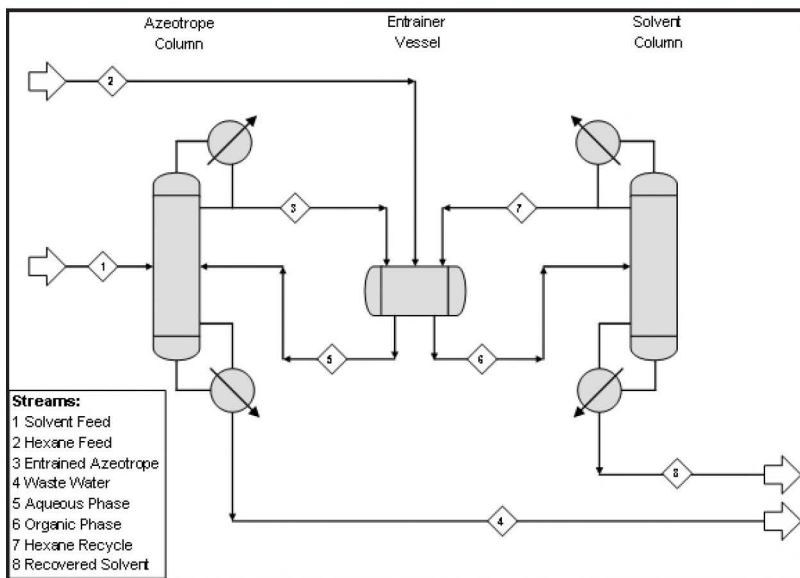 Azeotrope
Column
Entrainer
Vessel
Solvent
Column
2
3
7
1
5
6
Streams:
1 Solvent Feed
2 Hexane Feed
3 Entrained Azeotrope
4 Waste Water
5 Aqueous Phase
6 Organic Phase
7 Hexane Recycle
8 Recovered Solvent
8
4